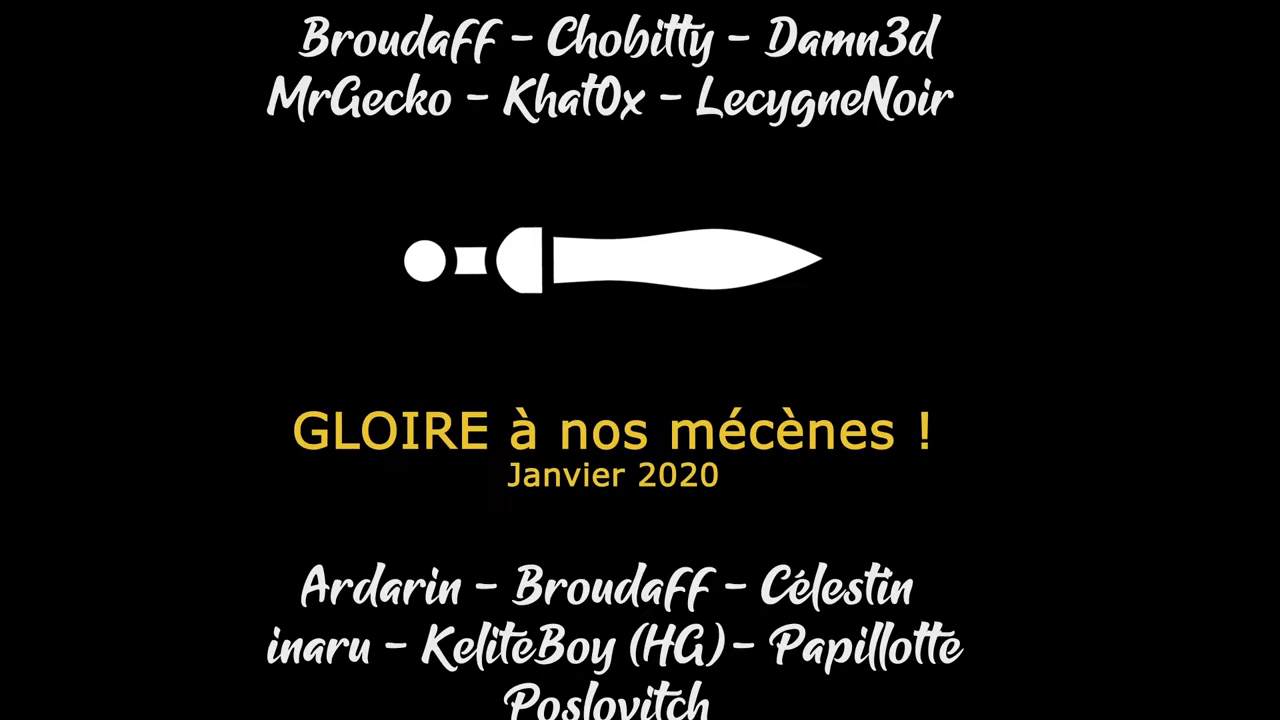 Broudaff - Chobitty - Damn3d
MrGecko - Khat0x - LecygneNoir
GLOIRE à nos mécènes !
Janvier 2020
Ardarin - Broudaff - Célestin
inaru - KeliteBoy (HG) - Papillotte
Poslovitch